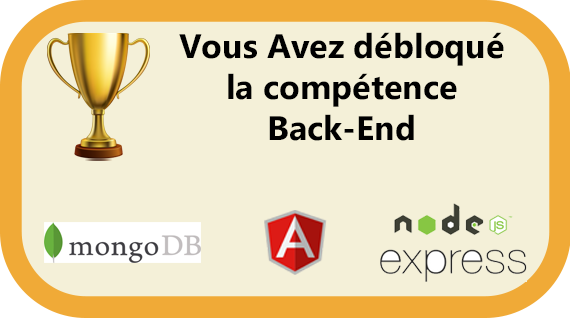 Vous Avez débloqué
la compétence
Back-End
mongoDB
A
node
JS
express